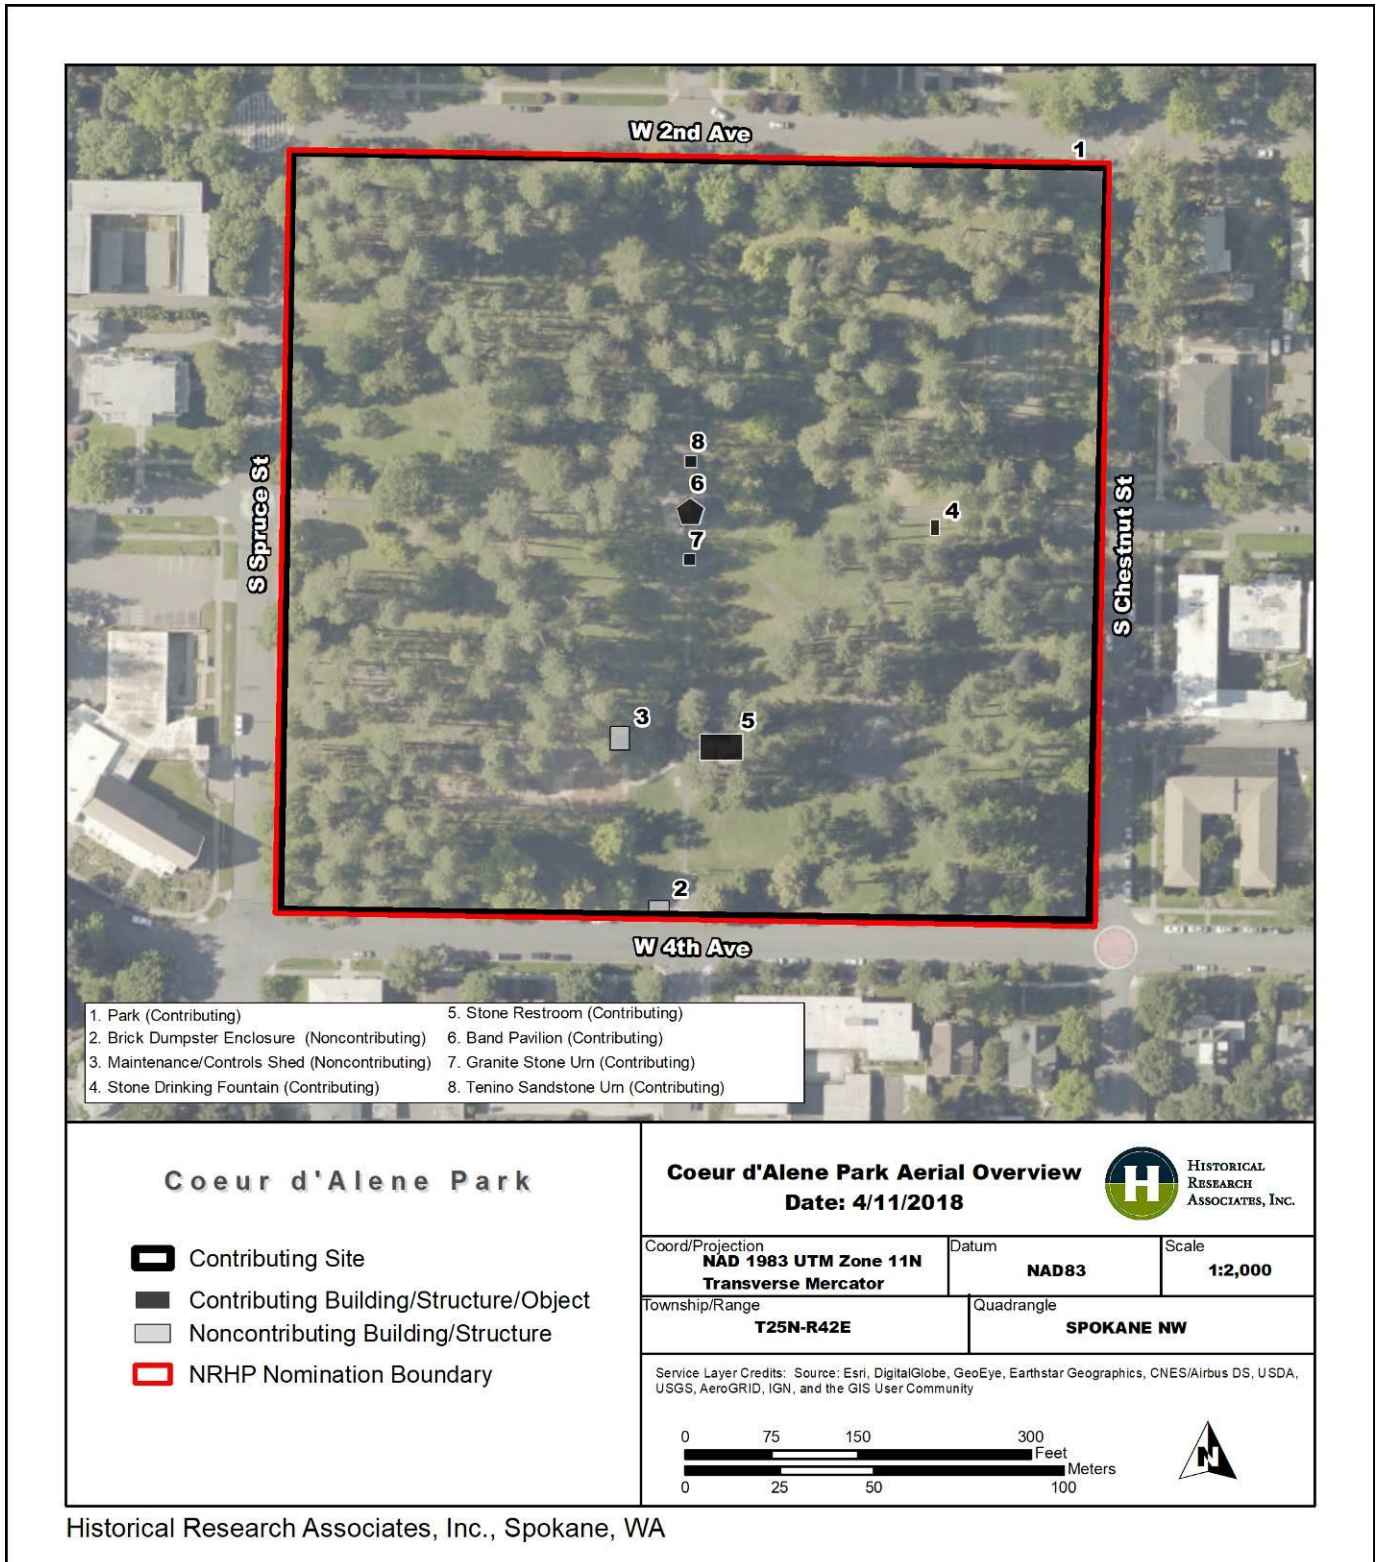 W 2nd Ave
1
8
6
4
7
S Spruce St
S Chestnut St
3
5
2
W 4th Ave
1. Park (Contributing)
2. Brick Dumpster Enclosure (Noncontributing)
3. Maintenance/Controls Shed (Noncontributing)
4. Stone Drinking Fountain (Contributing)
5. Stone Restroom (Contributing)
6. Band Pavilion (Contributing)
7. Granite Stone Urn (Contributing)
8. Tenino Sandstone Urn (Contributing)
Coeur d'Alene Park
Contributing Site
Contributing Building/Structure/Object
Noncontributing Building/Structure
NRHP Nomination Boundary
Coeur d'Alene Park Aerial Overview
Date: 4/11/2018
H
HISTORICAL
RESEARCH
ASSOCIATES, INC.
Coord/Projection
NAD 1983 UTM Zone 11N
Transverse Mercator
Datum
NAD83
Scale
1:2,000
Township/Range
T25N-R42E
Quadrangle
SPOKANE NW
Service Layer Credits: Source: Esri, DigitalGlobe, GeoEye, Earthstar Geographics, CNES/Airbus DS, USDA,
USGS, AeroGRID, IGN, and the GIS User Community
0 75 150 300
Feet
Meters
0 25 50 100
N
Historical Research Associates, Inc., Spokane, WA